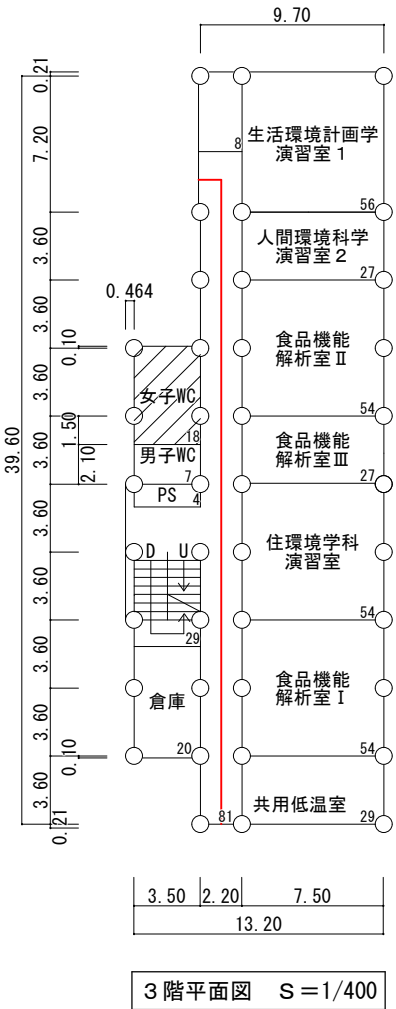 9.70
0.21
7.20
8
生活環境計画学
演習室1
56
3.60
人間環境科学
演習室2
27
3.60
0.464
0.10
食品機能
解析室Ⅱ
3.60
女子WC
54
1.50
18
39.60
3.60
男子WC
食品機能
解析室Ⅲ
2.10
7
27
PS
4
3.60
D U
住環境学科
演習室
3.60
54
29
3.60
食品機能
解析室Ⅰ
倉庫
3.60
20
54
0.10
3.60
共用低温室
81
29
0.21
3.50 2.20 7.50
13.20
3階平面図 S=1/400